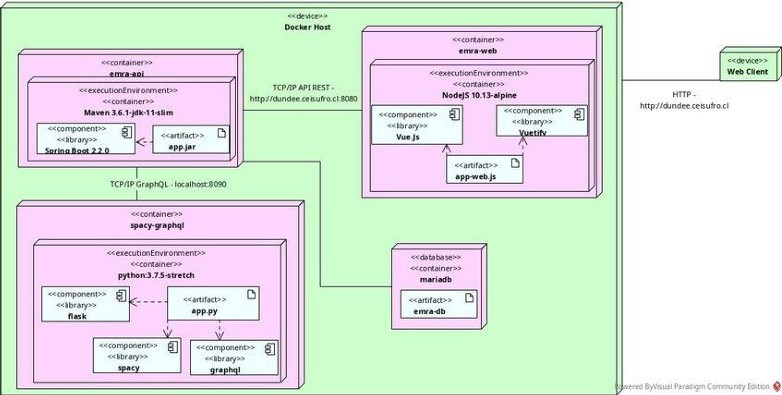 <<device>>
Docker Host
<<container>>
emra-api
<<executionEnvironment>>
<<container>>
Maven 3.6.1-jdk-11-slim
<<component>>
<<library>>
Spring Boot 2.2.0
<<artifact>>
app.jar
TCP/IP API REST -
http://dundee.ceisufro.cl:8080
<<container>>
emra-web
<<executionEnvironment>>
<<container>>
NodeJS 10.13-alpine
<<component>>
<<library>>
Vue.Js
<<component>>
<<library>>
Vuetify
<<artifact>>
app-web.js
<<device>>
Web Client
HTTP -
http://dundee.ceisufro.cl
TCP/IP GraphQL - localhost:8090
<<container>>
spacy-graphql
<<executionEnvironment>>
<<container>>
python:3.7.5-stretch
<<component>>
<<library>>
flask
<<artifact>>
app.py
<<component>>
<<library>>
spacy
<<component>>
<<library>>
graphql
<<database>>
<<container>>
mariadb
<<artifact>>
emra-db
Powered ByVisual Paradigm Community Edition